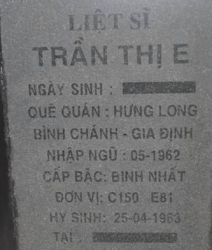 LIỆT SĨ
TRẦN THỊ E
NGÀY SINH :
QUÊ QUÁN : HƯNG LONG
BÌNH CHÁNH - GIA ĐỊNH
NHẬP NGŨ : 05-1962
CẤP BẬC: BINH NHẤT
ĐƠN VỊ: C150 E81
HY SINH: 25-04-1963
TẠI :